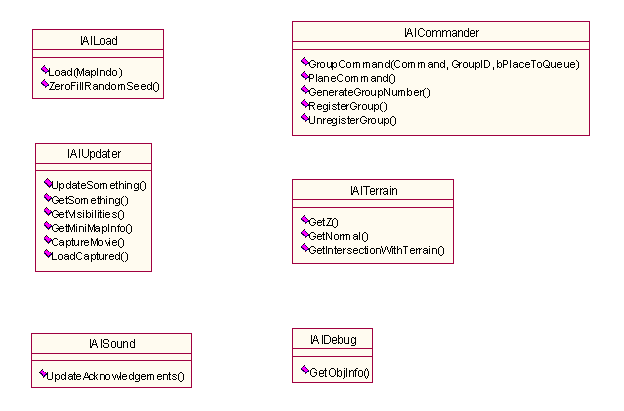 IAILoad
Load(MapIndo)
ZeroFillRandomSeed()
IAICommander
GroupCommand(Command, GroupID, bPlaceToQueue)
PlaneCommand()
GenerateGroupNumber()
RegisterGroup()
UnregisterGroup()
IAIUpdater
UpdateSomething()
GetSomething()
GetVisibilities()
GetMiniMapInfo()
CaptureMovie()
LoadCaptured()
IAITerrain
GetZ()
GetNormal()
GetIntersectionWithTerrain()
IAISound
UpdateAcknowledgements()
IAIDebug
GetObjInfo()